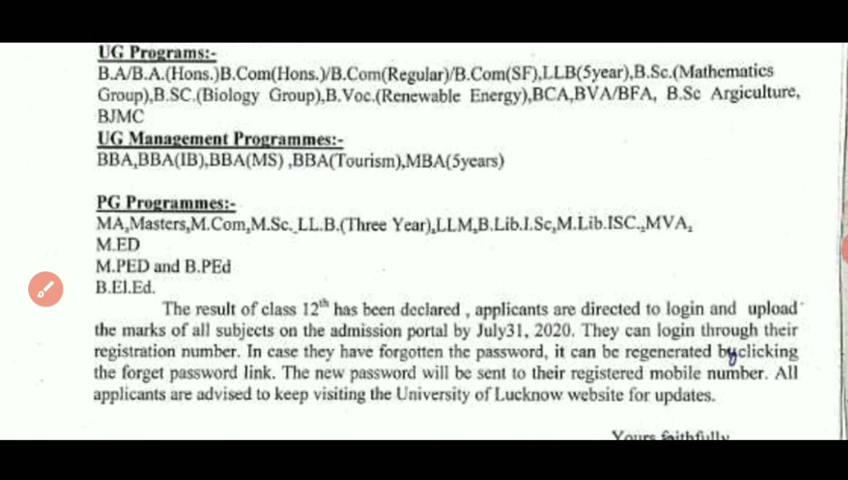 UG Programs:-
B.A/B.A.(Hons.)B.Com(Hons.)/B.Com(Regular)/B.Com(SF),LLB(5year),B.Sc.(Mathematics
Group),B.SC.(Biology Group),B.Voc.(Renewable Energy),BCA,BVA/BFA, B.Sc Argiculture,
BJMC
UG Management Programmes:-
BBA,BBA(IB),BBA(MS) ,BBA(Tourism),MBA(5years)
PG Programmes:-
MA,Masters,M.Com,M.Sc. LL.B.(Three Year),LLM,B.Lib.I.Sc,M.Lib.ISC.,MVA,
M.ED
M.PED and B.PEd
B.El.Ed.
The result of class 12th has been declared , applicants are directed to login and upload
the marks of all subjects on the admission portal by July31, 2020. They can login through their
registration number. In case they have forgotten the password, it can be regenerated by clicking
the forget password link. The new password will be sent to their registered mobile number. All
applicants are advised to keep visiting the University of Lucknow website for updates.
Yours faithfully